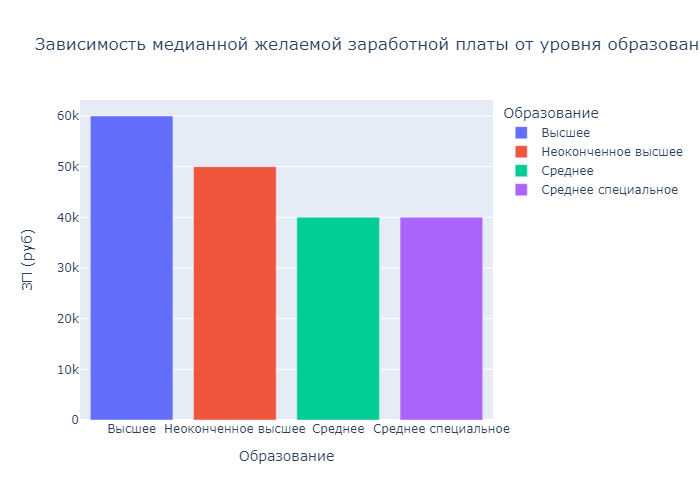 Зависимость медианной желаемой заработной платы от уровня образован
60k
50k
40k
30k
20k
10k
0
ЗП (руб)
Высшее
Неоконченное высшее
Среднее
Среднее специальное
Образование
Образование
Высшее
Неоконченное высшее
Среднее
Среднее специальное